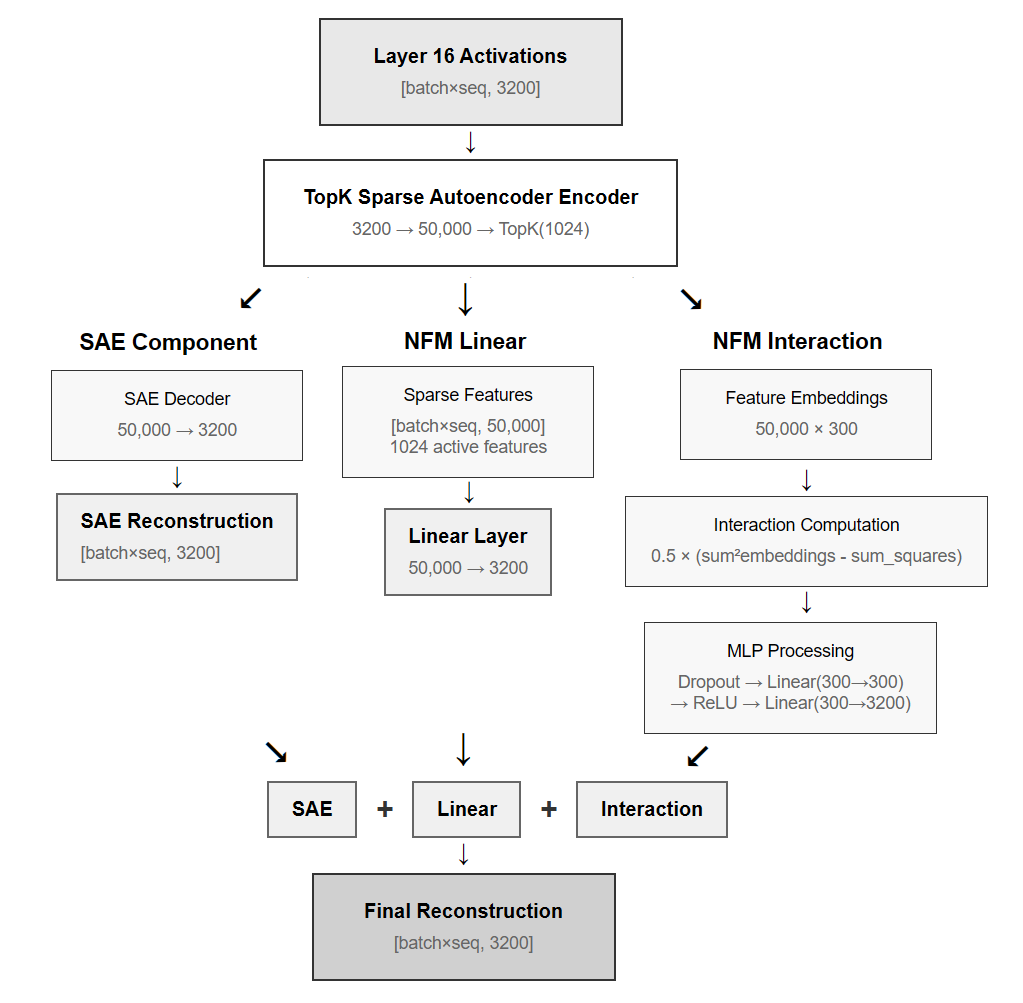 Layer 16 Activations
[batch×seq, 3200]
↓
TopK Sparse Autoencoder Encoder
3200 → 50,000 → TopK(1024)
↙ ↓ ↘
SAE Component
SAE Decoder
50,000 → 3200
↓
SAE Reconstruction
[batch×seq, 3200]
NFM Linear
Sparse Features
[batch×seq, 50,000]
1024 active features
↓
Linear Layer
50,000 → 3200
NFM Interaction
Feature Embeddings
50,000 × 300
↓
Interaction Computation
0.5 × (sum²embeddings - sum_squares)
↓
MLP Processing
Dropout → Linear(300→300)
→ ReLU → Linear(300→3200)
↘ ↓ ↙
SAE + Linear + Interaction
↓
Final Reconstruction
[batch×seq, 3200]